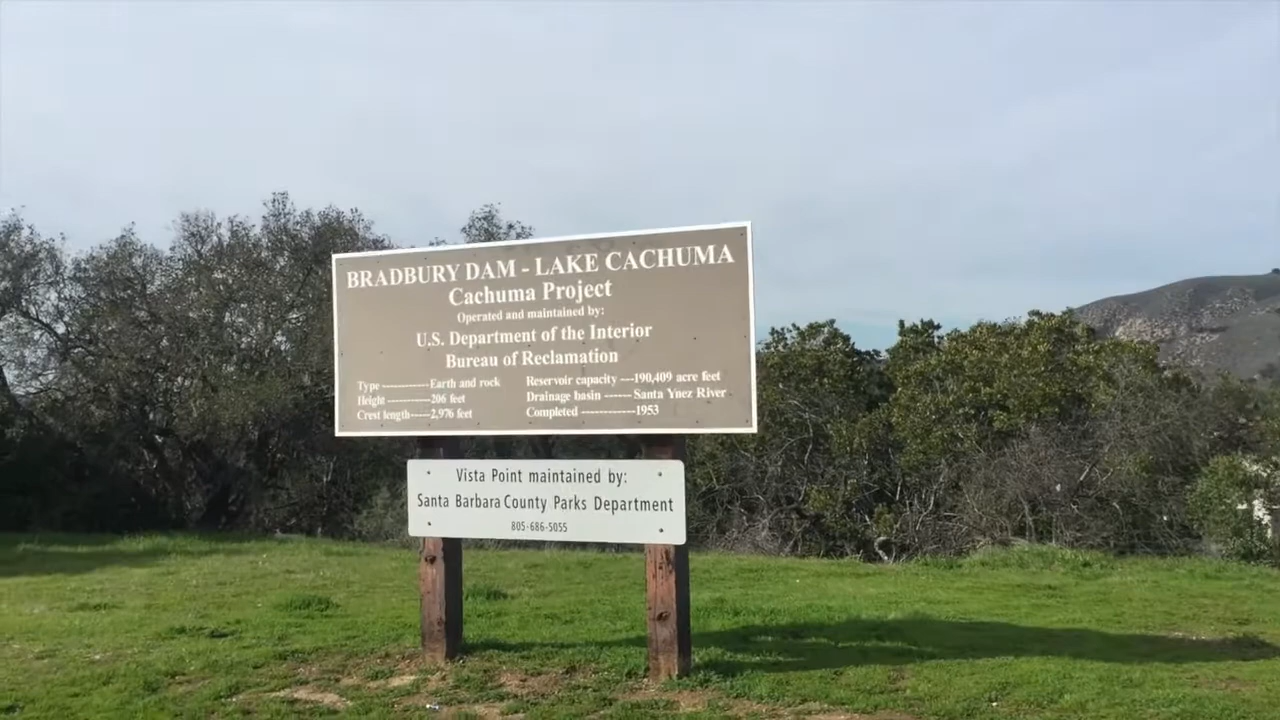 BRADBURY DAM - LAKE CACHUMA
Cachuma Project
Operated and maintained by:
U.S. Department of the Interior
Bureau of Reclamation
Type ------------ Earth and rock
Height ----------- 206 feet
Crest length-----2,976 feet
Reservoir capacity ---190,409 acre feet
Drainage basin ------ Santa Ynez River
Completed ------------1953
Vista Point maintained by:
Santa Barbara County Parks Department
805-686-5055